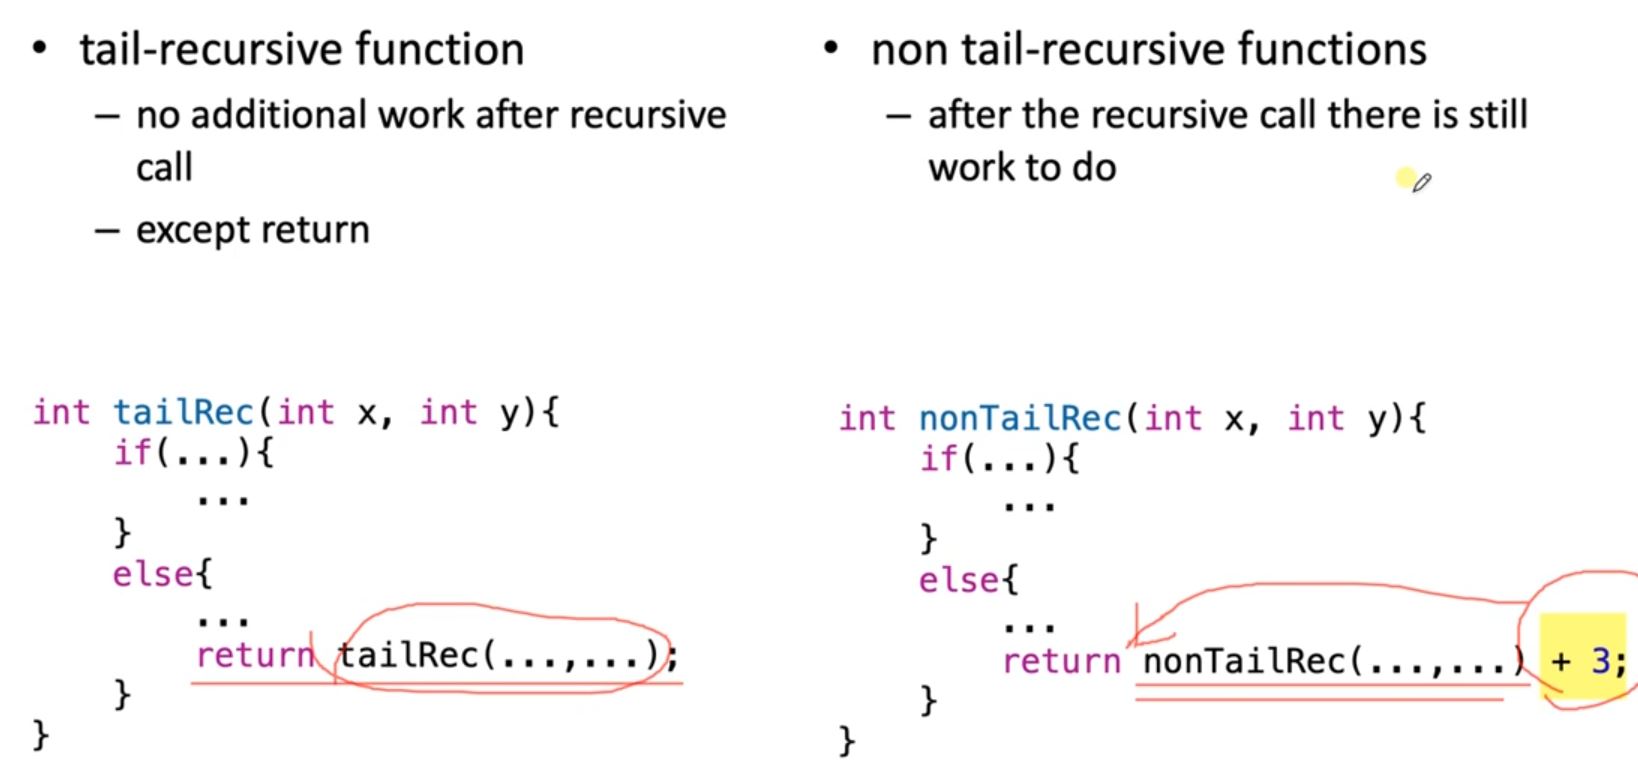 • tail-recursive function
– no additional work after recursive
call
– except return
int tailRec(int x, int y){
if(...){
...
}
else{
...
return tailRec(...,...);
}
}
• non tail-recursive functions
– after the recursive call there is still
work to do
int nonTailRec(int x, int y){
if(...){
...
}
else{
...
return nonTailRec(...,...) + 3;
}
}